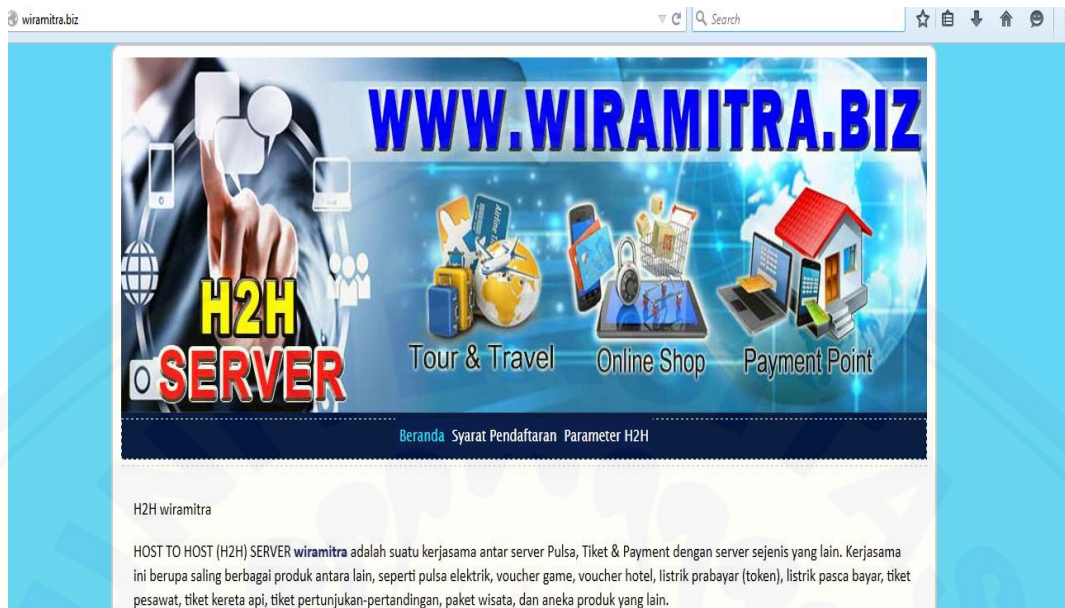 wiramitra.biz
Search
WWW.WIRAMITRA.BIZ
H2H
SERVER
Airline
Tour & Travel
Online Shop
Payment Point
Beranda Syarat Pendaftaran Parameter H2H
H2H wiramitra
HOST TO HOST (H2H) SERVER wiramitra adalah suatu kerjasama antar server Pulsa, Tiket & Payment dengan server sejenis yang lain. Kerjasama
ini berupa saling berbagai produk antara lain, seperti pulsa elektrik, voucher game, voucher hotel, listrik prabayar (token), listrik pasca bayar, tiket
pesawat, tiket kereta api, tiket pertunjukan-pertandingan, paket wisata, dan aneka produk yang lain.